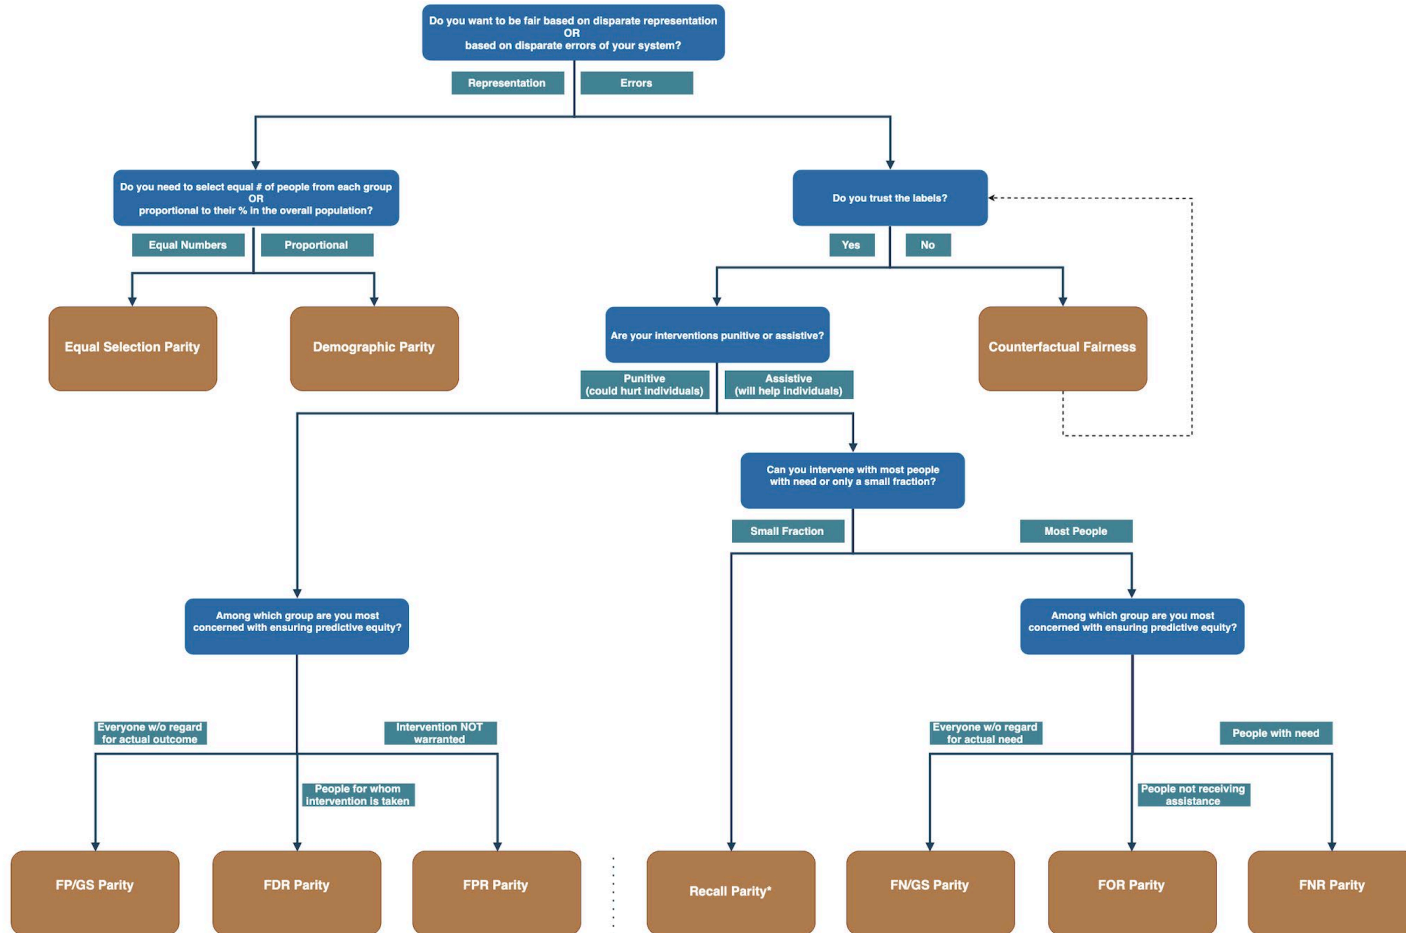 Do you want to be fair based on disparate representation
OR
based on disparate errors of your system?
Representation
Errors
Do you need to select equal # of people from each group
OR
proportional to their % in the overall population?
Do you trust the labels?
Equal Numbers
Proportional
Yes
No
Equal Selection Parity
Demographic Parity
Are your interventions punitive or assistive?
Counterfactual Fairness
Punitive
(could hurt individuals)
Assistive
(will help individuals)
Can you intervene with most people
with need or only a small fraction?
Small Fraction
Most People
Among which group are you most
concerned with ensuring predictive equity?
Among which group are you most
concerned with ensuring predictive equity?
Everyone w/o regard
for actual outcome
Intervention NOT
warranted
Everyone w/o regard
for actual need
People with need
People for whom
intervention is taken
People not receiving
assistance
FP/GS Parity
FDR Parity
FPR Parity
Recall Parity*
FN/GS Parity
FOR Parity
FNR Parity